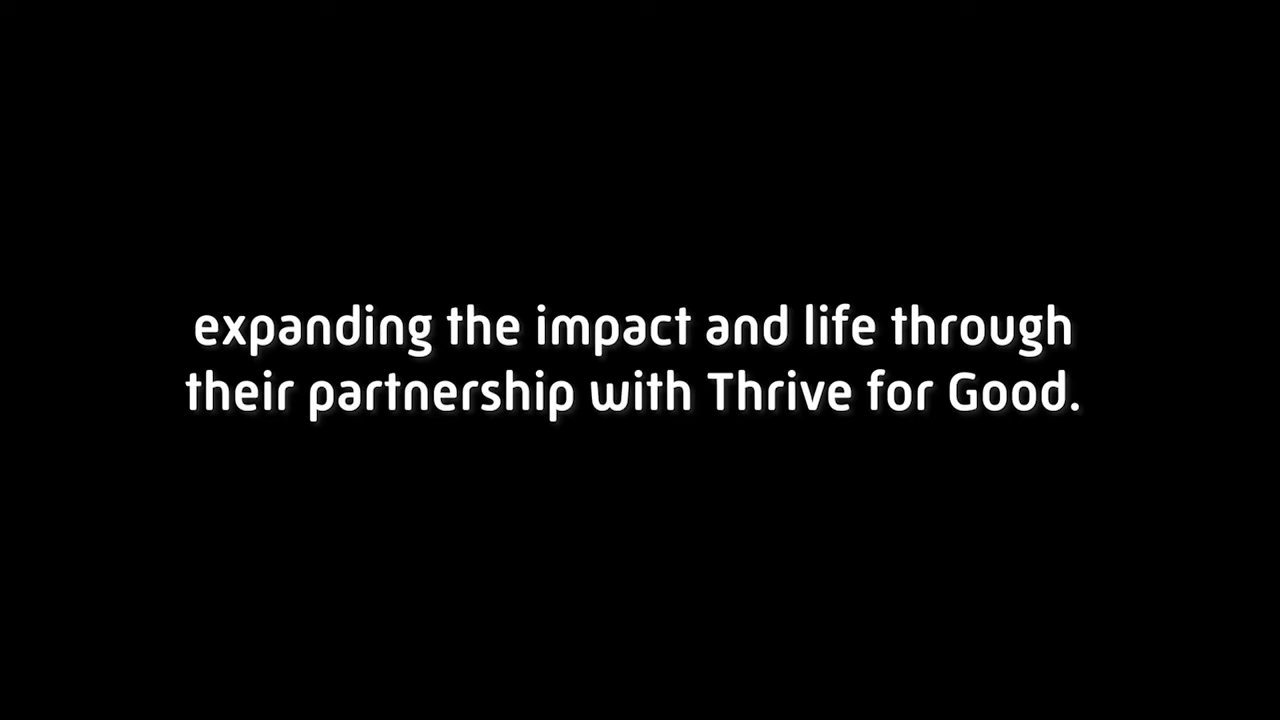 expanding the impact and life through
their partnership with Thrive for Good.